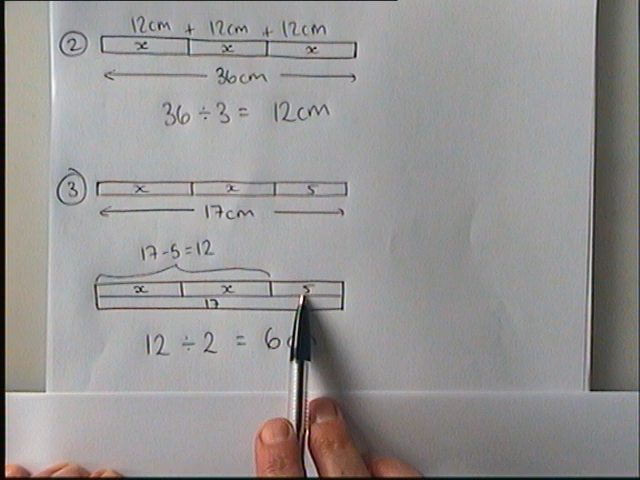 12cm + 12cm + 12cm
② x x x
36cm
36 ÷ 3 = 12cm
③ x x 5
17cm
17-5=12
x x 5
17
12 ÷ 2 = 6